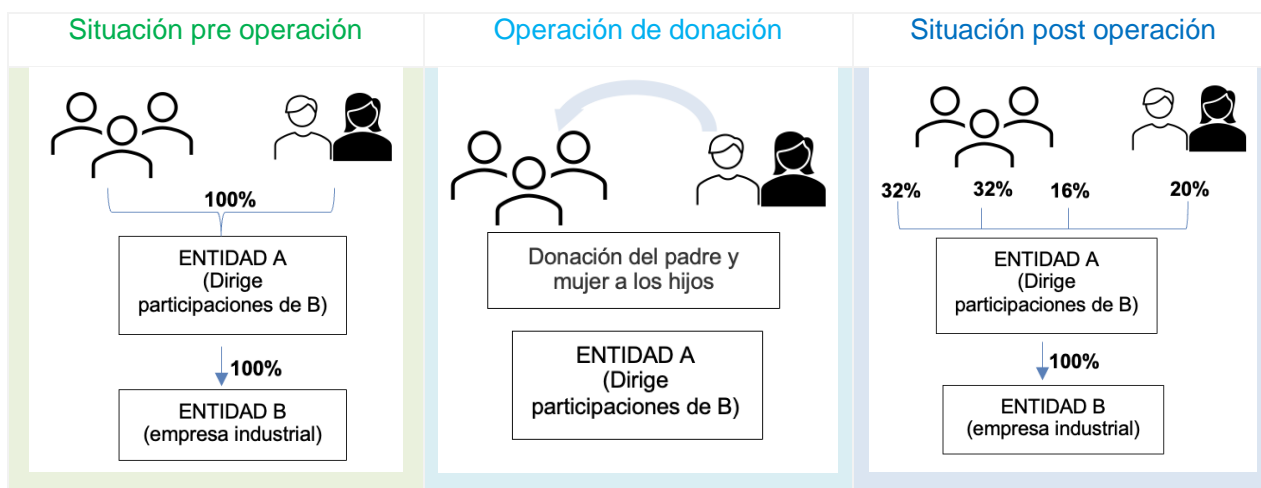 Situación pre operación
100%
ENTIDAD A
(Dirige
participaciones de B)
100%
ENTIDAD B
(empresa industrial)
Operación de donación
Donación del padre y
mujer a los hijos
ENTIDAD A
(Dirige
participaciones de B)
Situación post operación
32% 32% 16% 20%
ENTIDAD A
(Dirige
participaciones de B)
100%
ENTIDAD B
(empresa industrial)